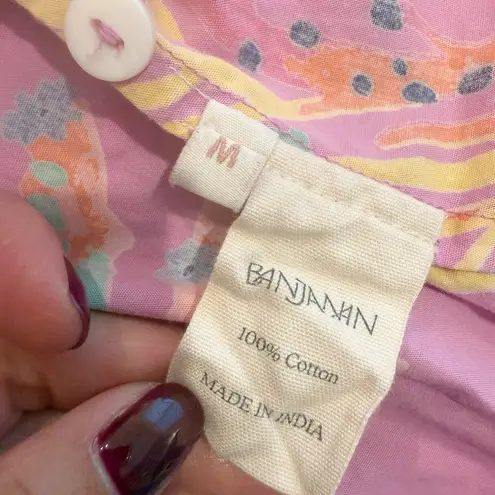 M
BANJANAN
100% Cotton
MADE IN INDIA